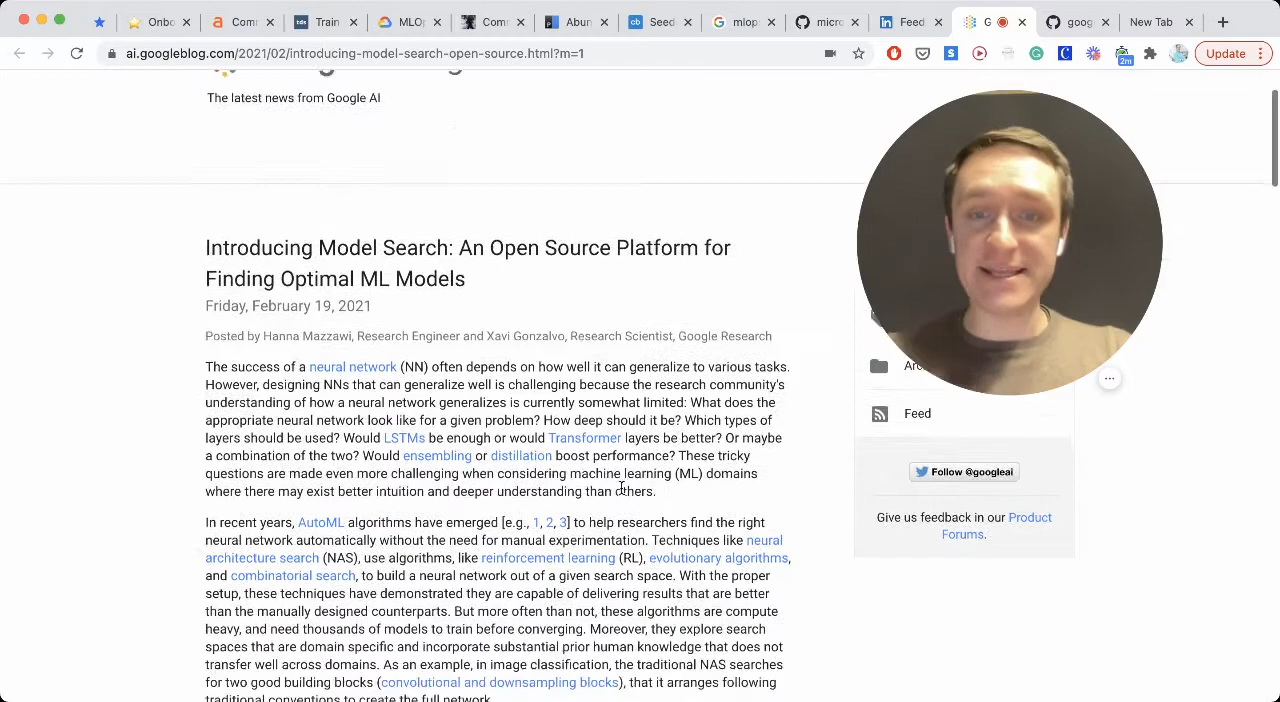 Onbo
Com
tds
Train
MLOp
Comr
Abun
cb
Seed
mlop
micro
in
Feed
G
goog
New Tab
ai.googleblog.com/2021/02/introducing-model-search-open-source.html?m=1
S
C
2m
Update
The latest news from Google AI
Introducing Model Search: An Open Source Platform for
Finding Optimal ML Models
Friday, February 19, 2021
Posted by Hanna Mazzawi, Research Engineer and Xavi Gonzalvo, Research Scientist, Google Research
The success of a neural network (NN) often depends on how well it can generalize to various tasks.
However, designing NNs that can generalize well is challenging because the research community's
understanding of how a neural network generalizes is currently somewhat limited: What does the
appropriate neural network look like for a given problem? How deep should it be? Which types of
layers should be used? Would LSTMs be enough or would Transformer layers be better? Or maybe
a combination of the two? Would ensembling or distillation boost performance? These tricky
questions are made even more challenging when considering machine learning (ML) domains
where there may exist better intuition and deeper understanding than others.
In recent years, AutoML algorithms have emerged [e.g., 1, 2, 3] to help researchers find the right
neural network automatically without the need for manual experimentation. Techniques like neural
architecture search (NAS), use algorithms, like reinforcement learning (RL), evolutionary algorithms,
and combinatorial search, to build a neural network out of a given search space. With the proper
setup, these techniques have demonstrated they are capable of delivering results that are better
than the manually designed counterparts. But more often than not, these algorithms are compute
heavy, and need thousands of models to train before converging. Moreover, they explore search
spaces that are domain specific and incorporate substantial prior human knowledge that does not
transfer well across domains. As an example, in image classification, the traditional NAS searches
for two good building blocks (convolutional and downsampling blocks), that it arranges following
traditional conventions to create the full network.
Arc
Feed
Follow @googleai
Give us feedback in our Product
Forums.